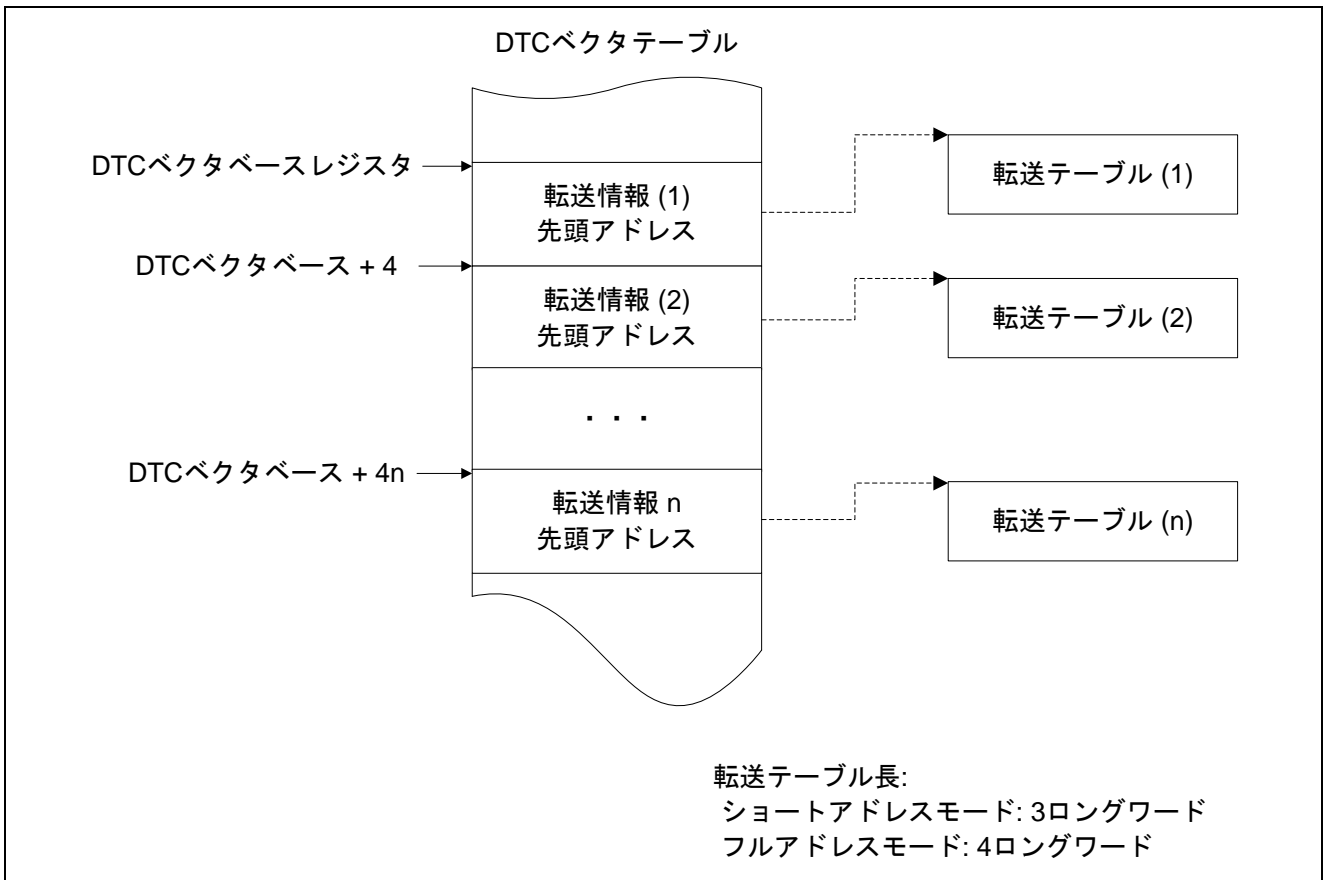 DTCベクタテーブル
DTCベクタベースレジスタ
転送情報 (1)
先頭アドレス
転送テーブル (1)
DTCベクタベース + 4
転送情報 (2)
先頭アドレス
転送テーブル (2)
・・・
DTCベクタベース + 4n
転送情報 n
先頭アドレス
転送テーブル (n)
転送テーブル長:
ショートアドレスモード: 3ロングワード
フルアドレスモード: 4ロングワード